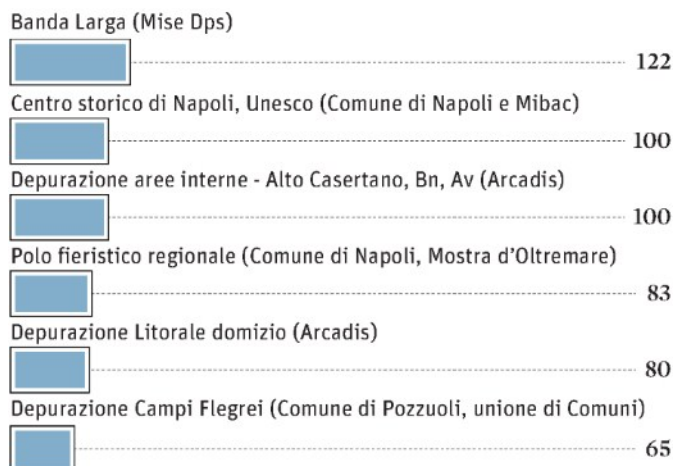 Banda Larga (Mise Dps)
122
Centro storico di Napoli, Unesco (Comune di Napoli e Mibac)
100
Depurazione aree interne - Alto Casertano, Bn, Av (Arcadis)
100
Polo fieristico regionale (Comune di Napoli, Mostra d'Oltremare)
83
Depurazione Litorale domizio (Arcadis)
80
Depurazione Campi Flegrei (Comune di Pozzuoli, unione di Comuni)
65